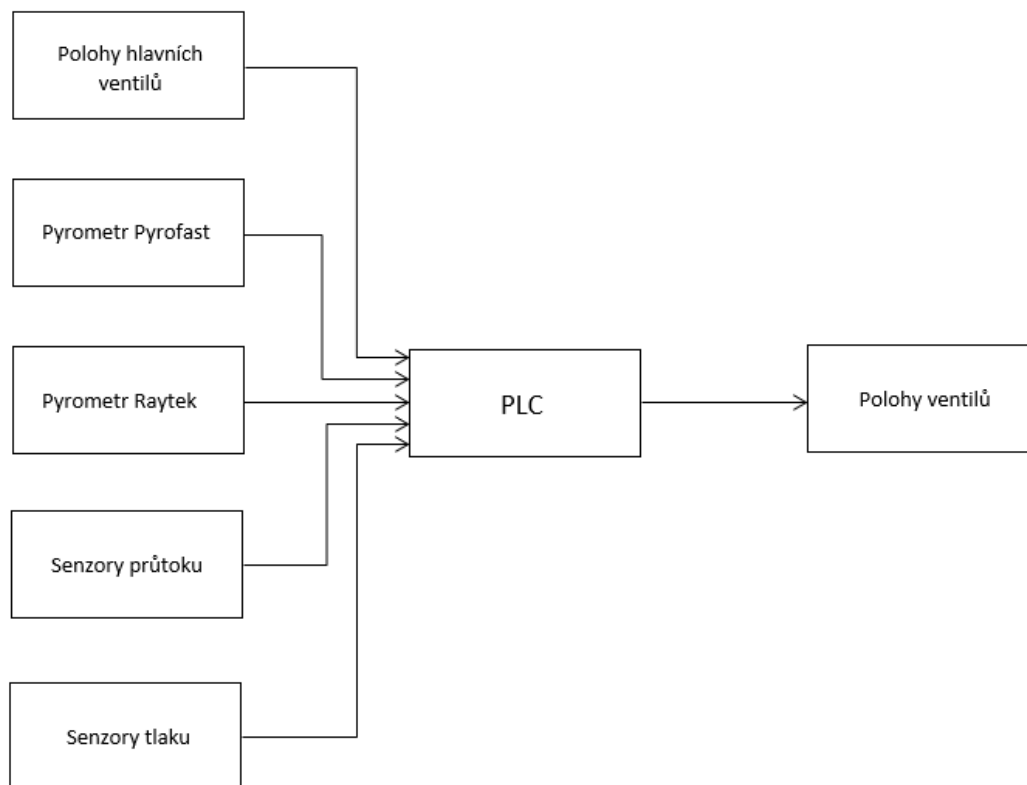 Polohy hlavních
ventilů
Pyrometr Pyrofast
Pyrometr Raytek
Senzory průtoku
Senzory tlaku
PLC
Polohy ventilů